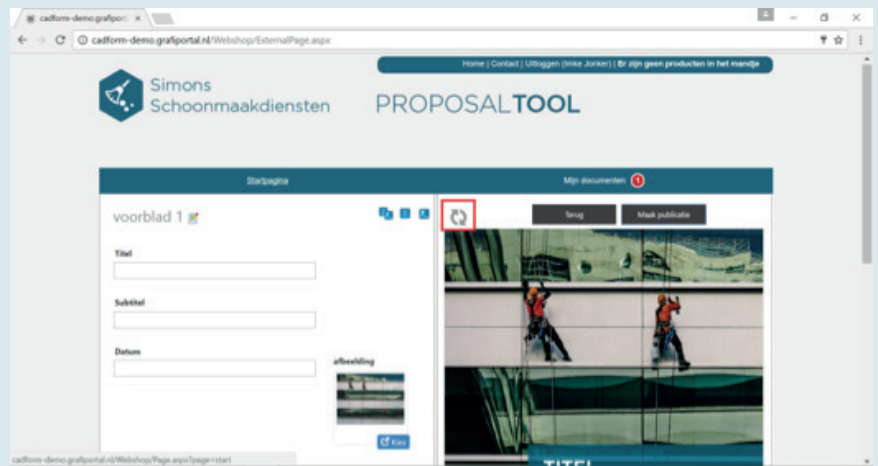 cadform-demo.grafiport
cadform-demo.grafiportal.nl/Webshop/ExternalPage.aspx
Home | Contact | Uitloggen (Imke Jonker) | Er zijn geen producten in het mandje
Simons
Schoonmaakdiensten
PROPOSALTOOL
Startpagina
Mijn documenten 1
voorblad 1
Terug
Maak publicatie
Titel
Subtitel
Datum
afbeelding
Kies
TITEL
cadform-demo.grafiportal.nl/Webshop/Page.aspx?page=start